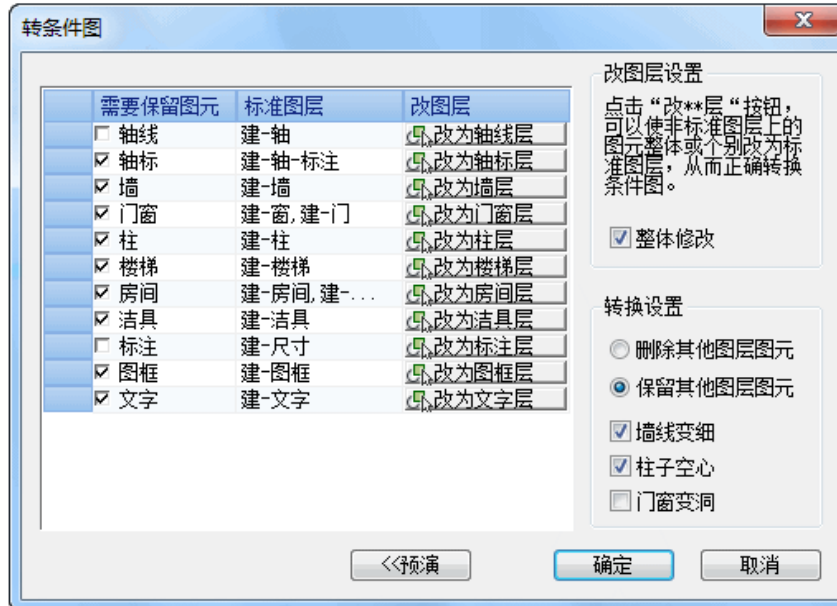 转条件图
需要保留图元 标准图层 改图层
轴线 建-轴 改为轴线层
轴标 建-轴-标注 改为轴标层
墙 建-墙 改为墙层
门窗 建-窗,建-门 改为门窗层
柱 建-柱 改为柱层
楼梯 建-楼梯 改为楼梯层
房间 建-房间,建-... 改为房间层
洁具 建-洁具 改为洁具层
标注 建-尺寸 改为标注层
图框 建-图框 改为图框层
文字 建-文字 改为文字层
改图层设置
点击“改**层“按钮，
可以使非标准图层上的
图元整体或个别改为标
准图层，从而正确转换
条件图。
整体修改
转换设置
删除其他图层图元
保留其他图层图元
墙线变细
柱子空心
门窗变洞
<<预演 确定 取消